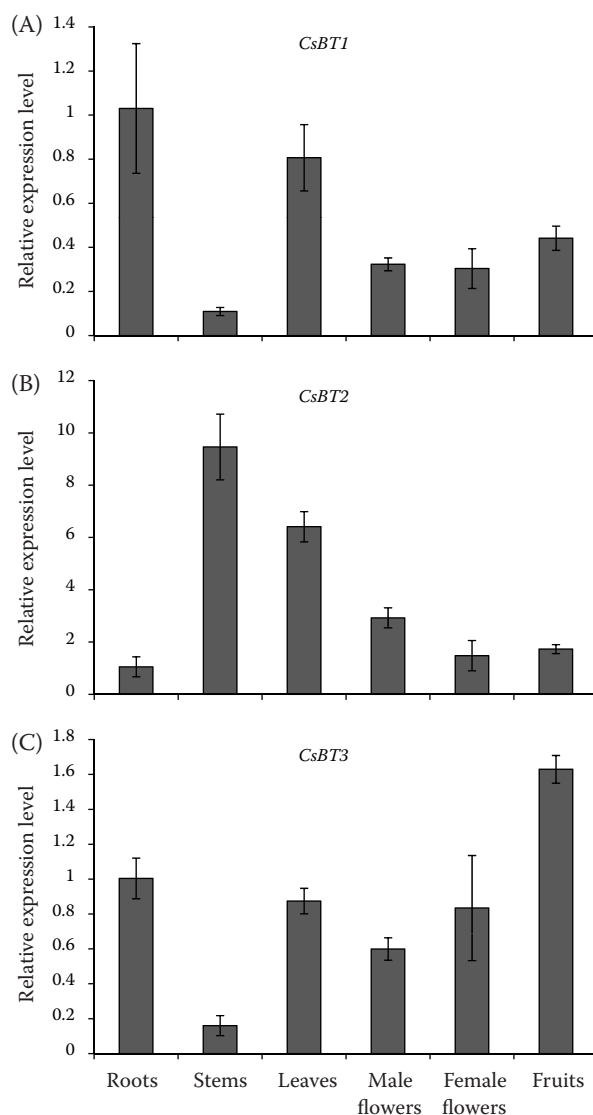 (A)
CsBT1
Relative expression level
1.4
1.2
1
0.8
0.6
0.4
0.2
0
(B)
CsBT2
Relative expression level
12
10
8
6
4
2
0
(C)
CsBT3
Relative expression level
1.8
1.6
1.4
1.2
1
0.8
0.6
0.4
0.2
0
Roots Stems Leaves Male flowers Female flowers Fruits